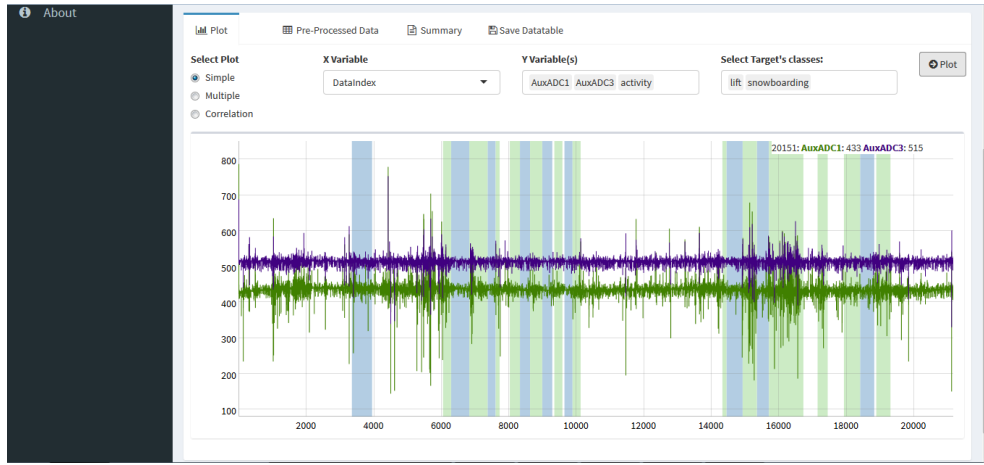 About
Plot Pre-Processed Data Summary Save Datatable
Select Plot X Variable Y Variable(s) Select Target's classes:
Simple DataIndex AuxADC1 AuxADC3 activity lift snowboarding Plot
Multiple
Correlation
20151: AuxADC1: 433 AuxADC3: 515
800
700
600
500
400
300
200
100
2000 4000 6000 8000 10000 12000 14000 16000 18000 20000